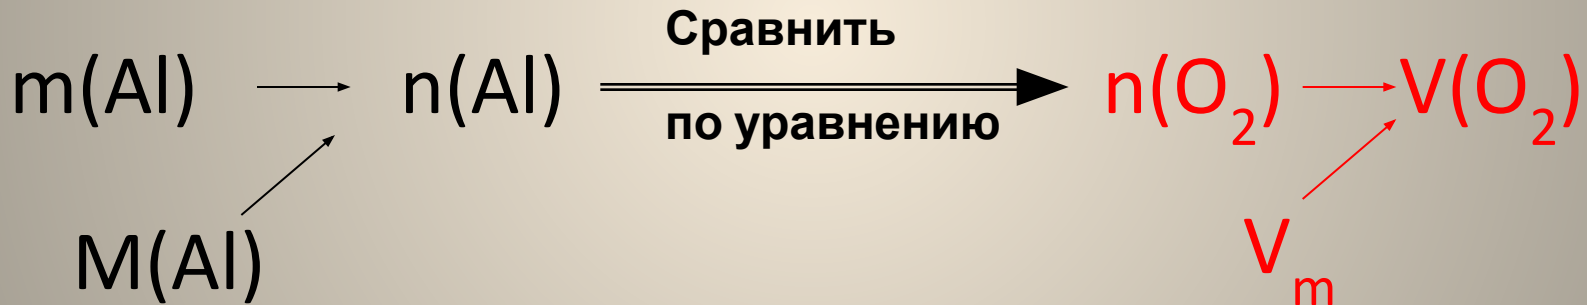 Сравнить
m(Al) n(Al) n(O₂) V(O₂)
по уравнению
M(Al) Vₘ